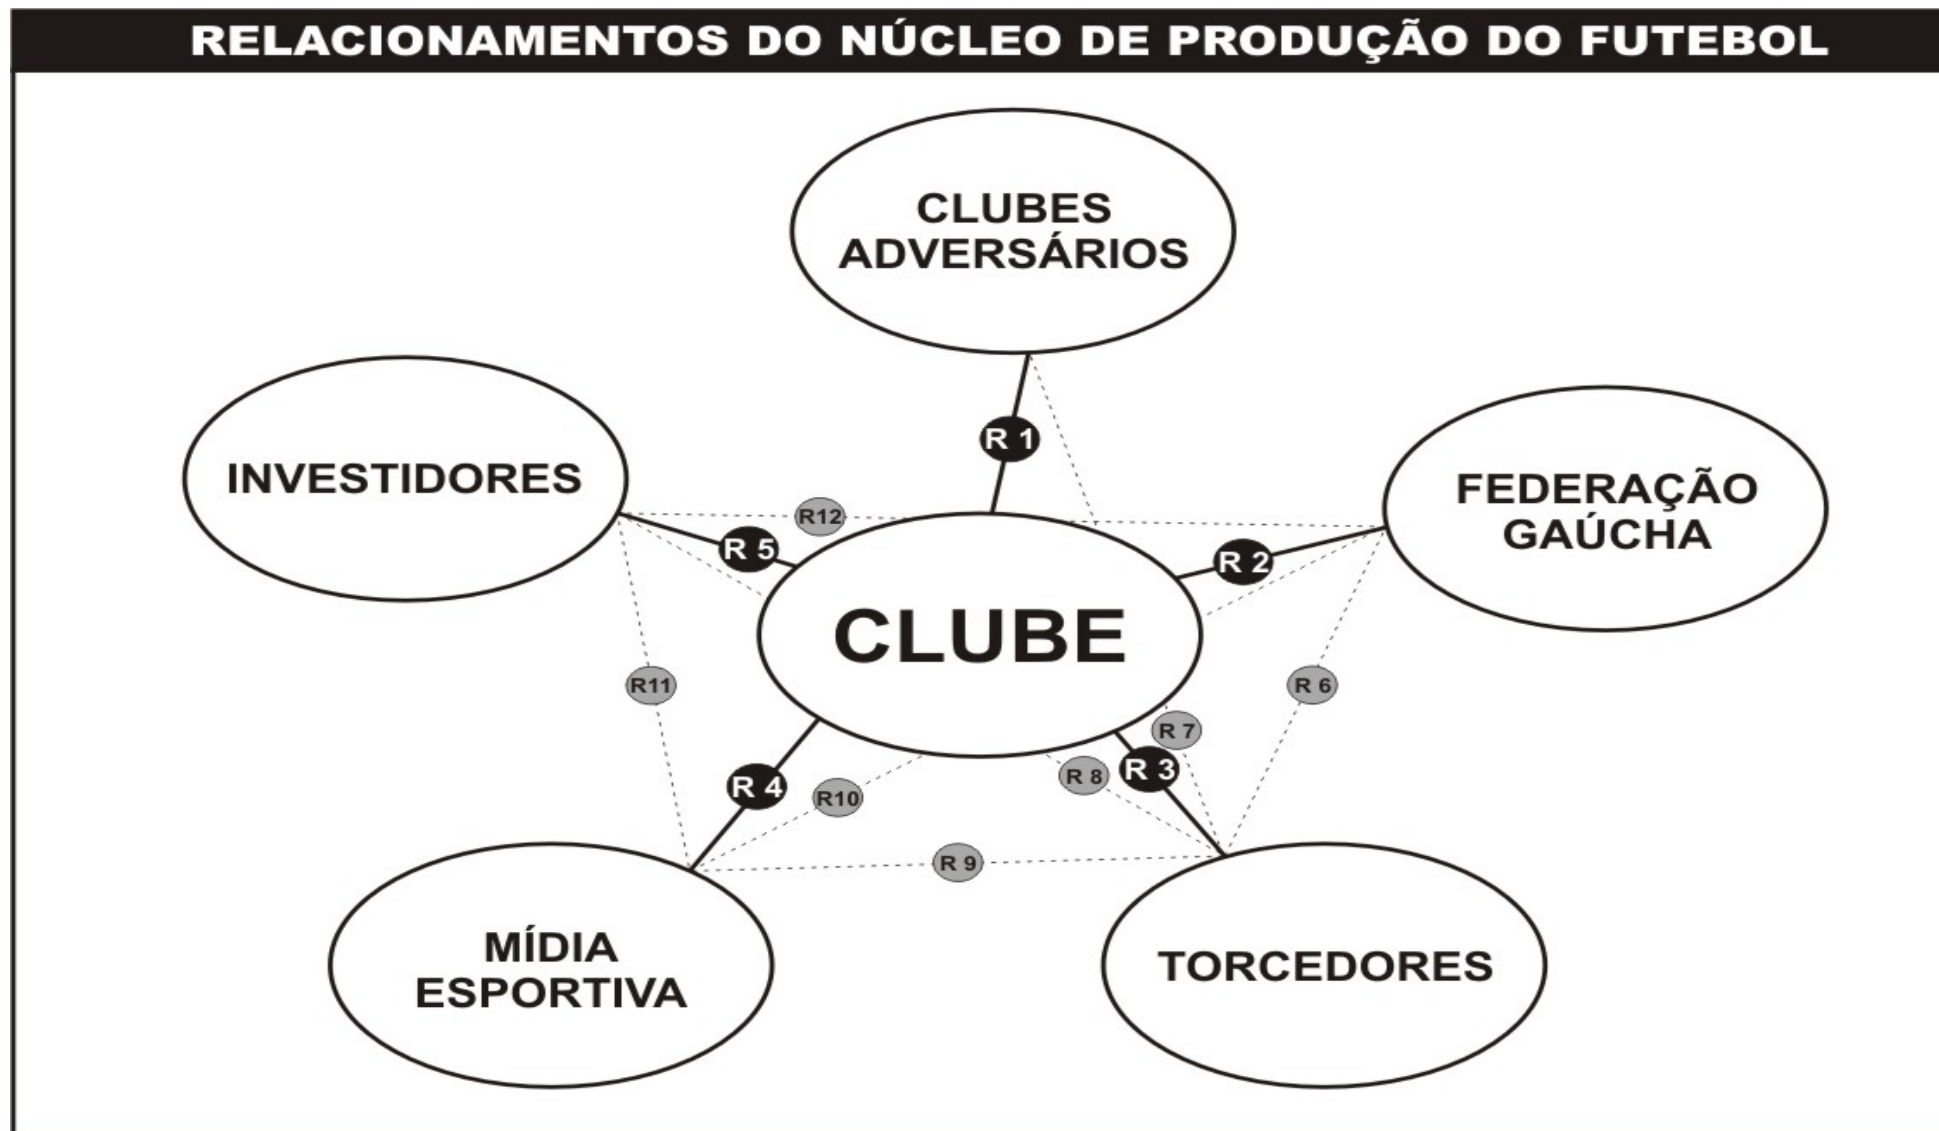 RELACIONAMENTOS DO NÚCLEO DE PRODUÇÃO DO FUTEBOL
CLUBES
ADVERSÁRIOS
R 1
INVESTIDORES
FEDERAÇÃO
GAÚCHA
R12
R 5
R 2
CLUBE
R11
R 6
R 7
R 8
R 3
R 4
R10
R 9
MÍDIA
ESPORTIVA
TORCEDORES